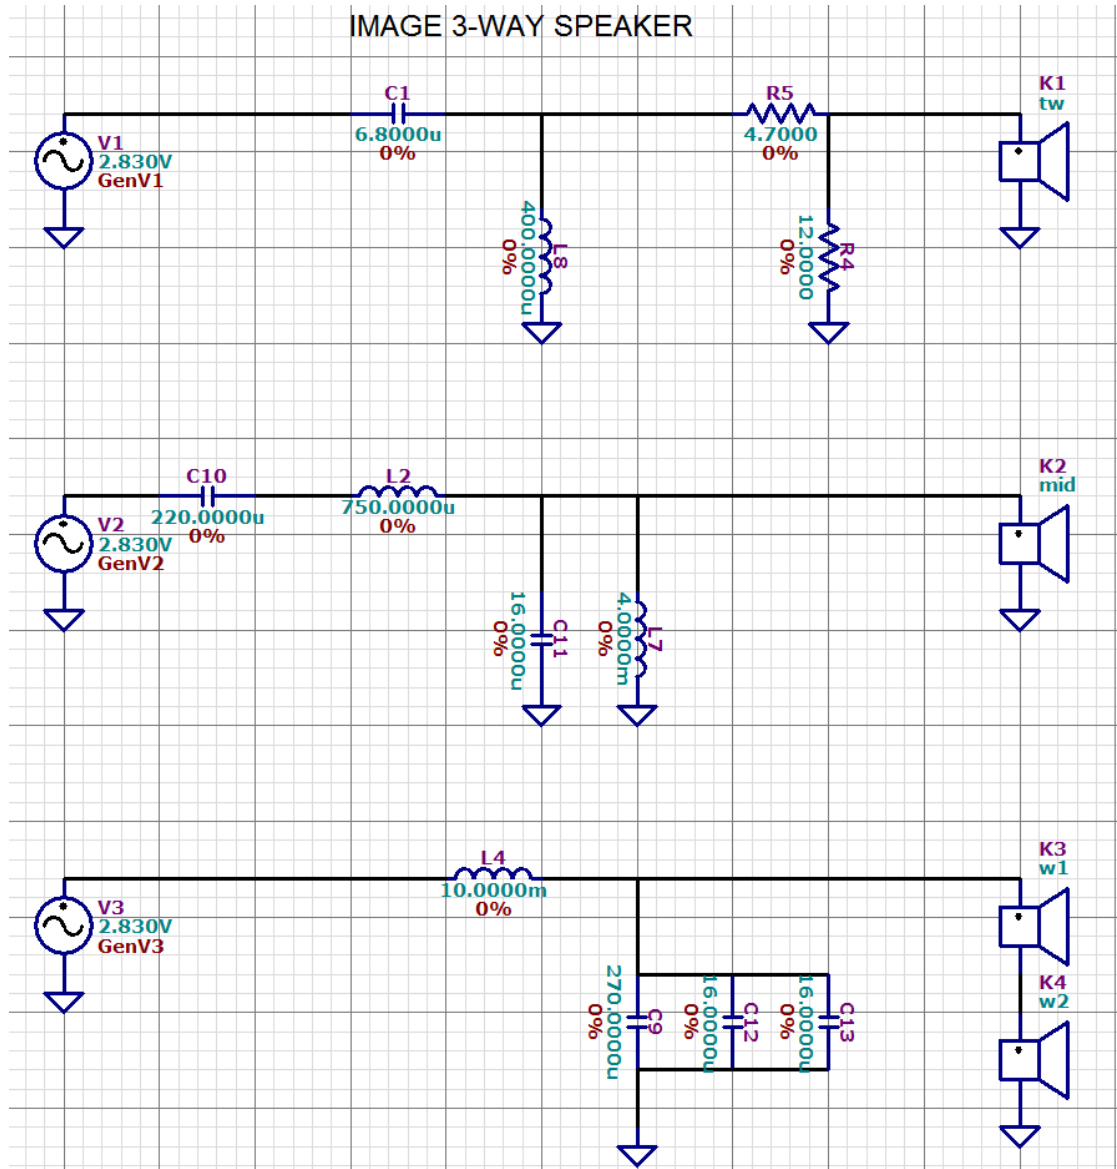 IMAGE 3-WAY SPEAKER
C1
6.8000u
0%
R5
4.7000
0%
K1
tw
V1
2.830V
GenV1
400.0000u
0%
L8
12.0000
0%
R4
C10
220.0000u
0%
L2
750.0000u
0%
K2
mid
V2
2.830V
GenV2
16.0000u
0%
C11
4.0000m
0%
L7
L4
10.0000m
0%
K3
w1
V3
2.830V
GenV3
270.0000u
0%
C9
16.0000u
0%
C12
16.0000u
0%
C13
K4
w2